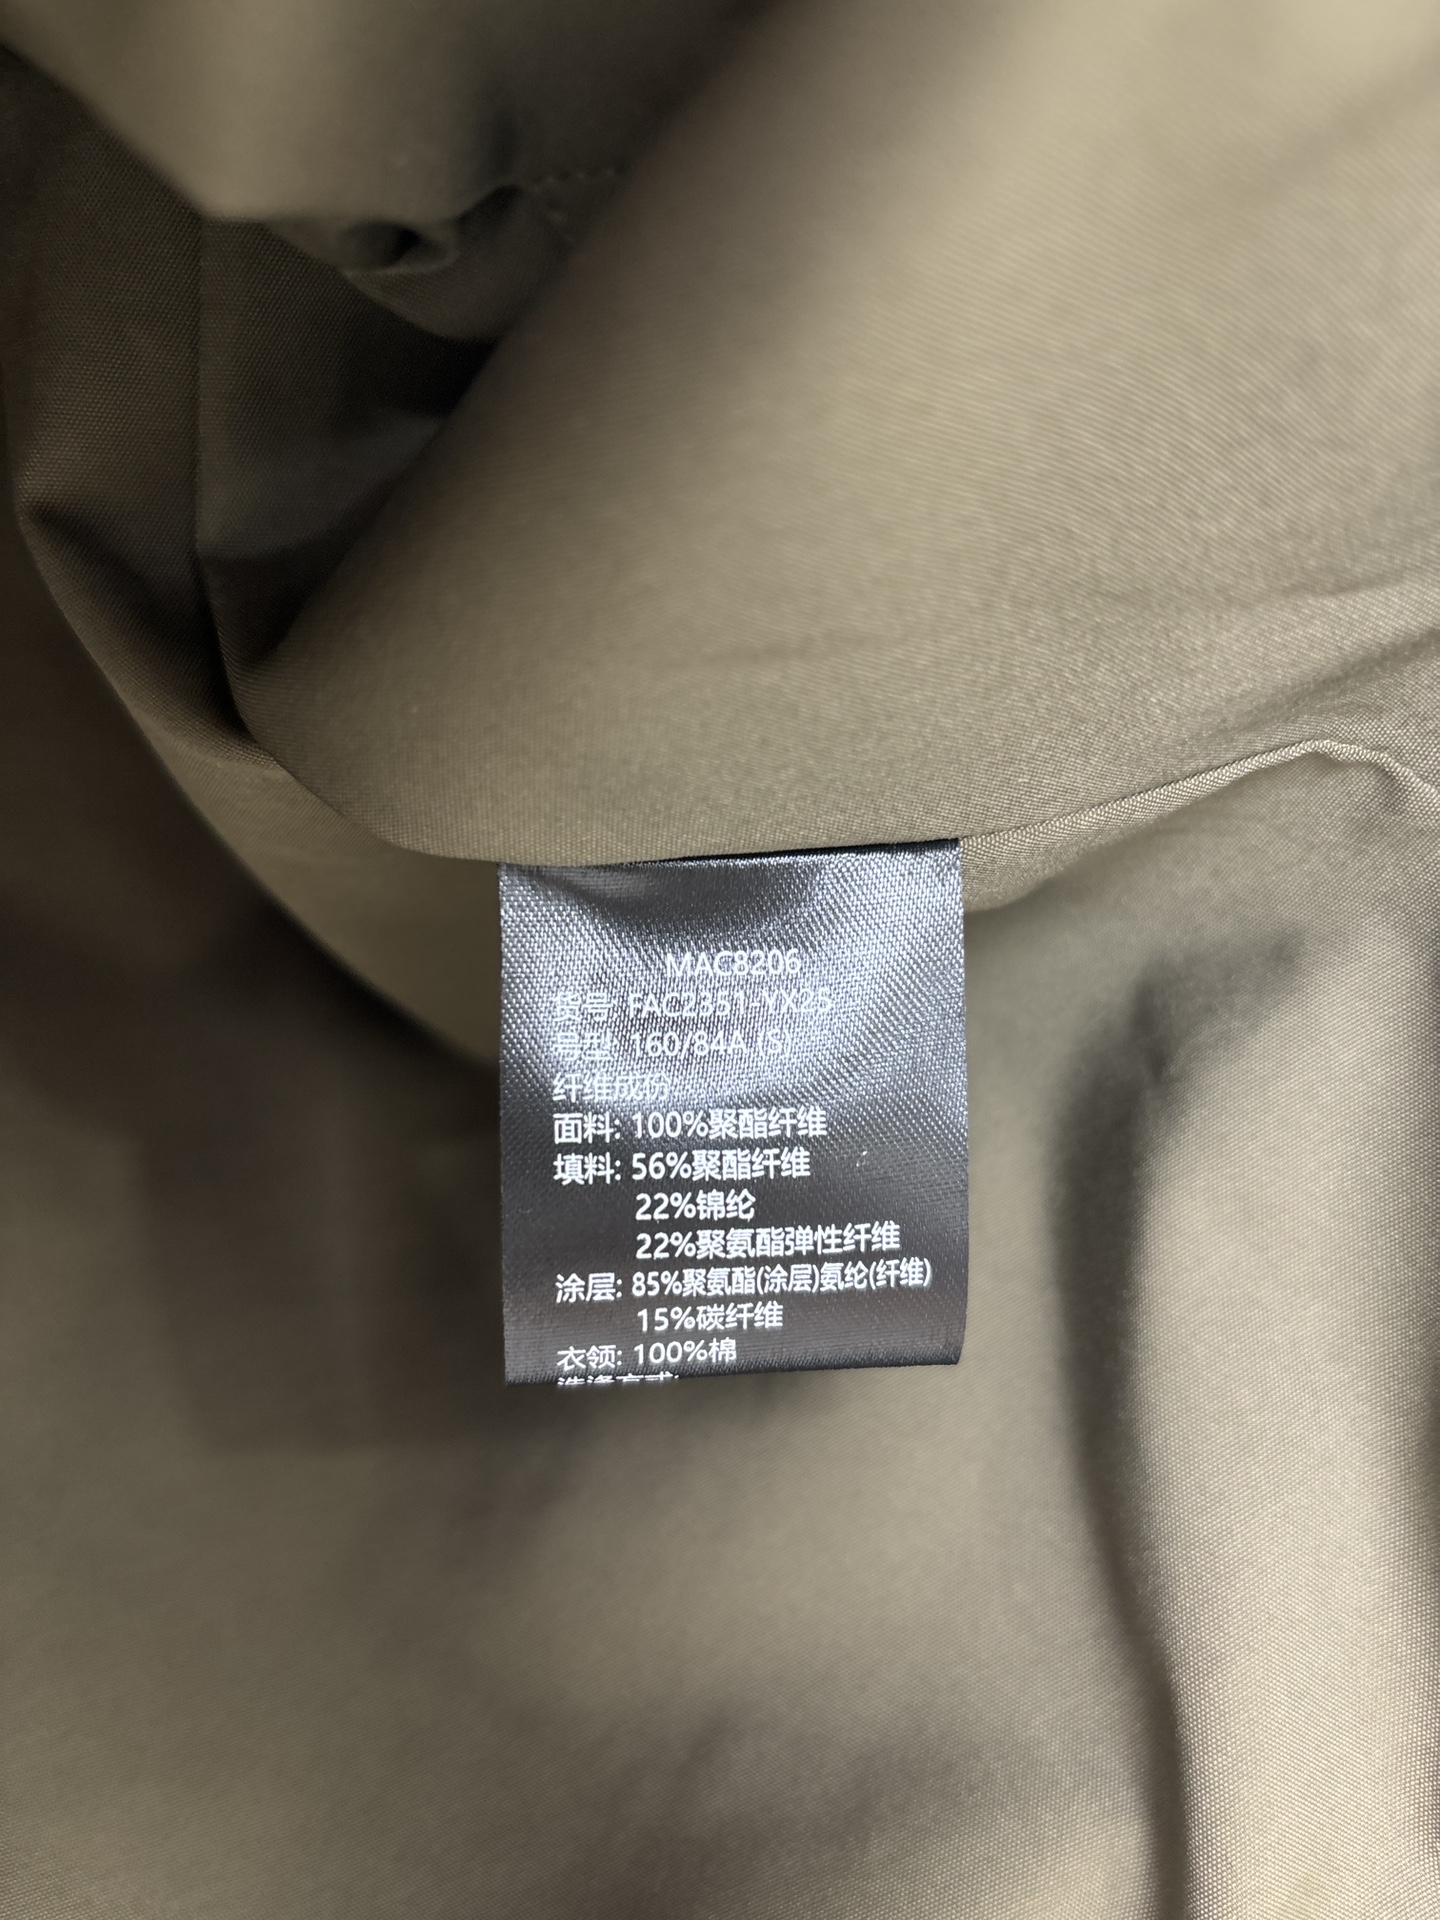 MAC8206
货号: FAC2351-YX25
号型: 160/84A (S)
纤维成份
面料: 100%聚酯纤维
填料: 56%聚酯纤维
22%锦纶
22%聚氨酯弹性纤维
涂层: 85%聚氨酯(涂层)氨纶(纤维)
15%碳纤维
衣领: 100%棉